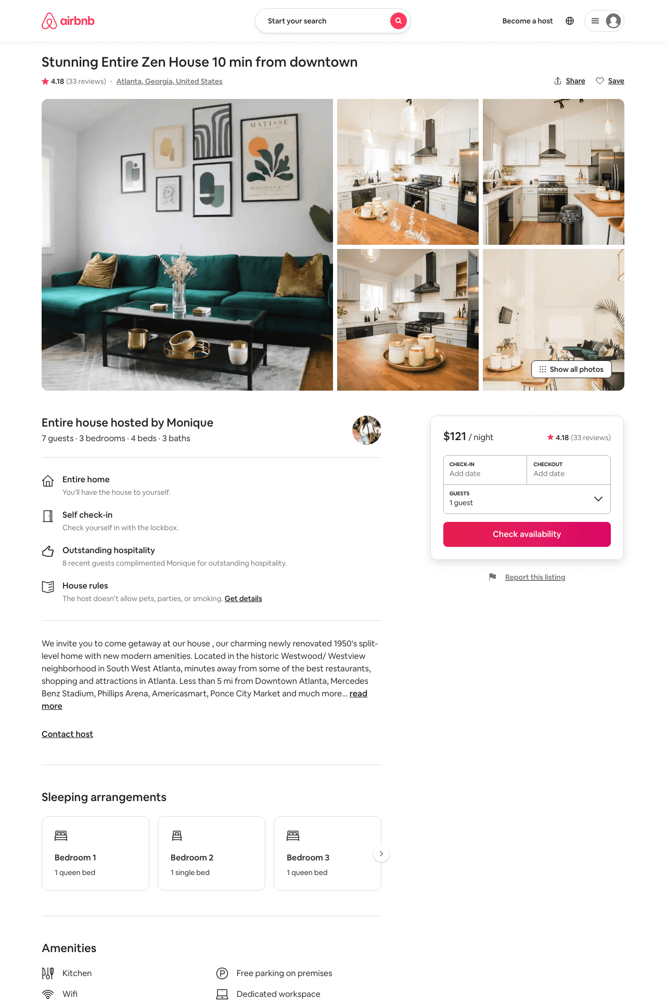 airbnb
Start your search
Become a host
Stunning Entire Zen House 10 min from downtown
4.18 (33 reviews) · Atlanta, Georgia, United States
Share
Save
MATISSE
Show all photos
Entire house hosted by Monique
7 guests · 3 bedrooms · 4 beds · 3 baths
$121 / night
4.18 (33 reviews)
CHECK-IN
Add date
CHECKOUT
Add date
GUESTS
1 guest
Check availability
Report this listing
Entire home
You’ll have the house to yourself.
Self check-in
Check yourself in with the lockbox.
Outstanding hospitality
8 recent guests complimented Monique for outstanding hospitality.
House rules
The host doesn’t allow pets, parties, or smoking. Get details
We invite you to come getaway at our house , our charming newly renovated 1950's split-
level home with new modern amenities. Located in the historic Westwood/ Westview
neighborhood in South West Atlanta, minutes away from some of the best restaurants,
shopping and attractions in Atlanta. Less than 5 mi from Downtown Atlanta, Mercedes
Benz Stadium, Phillips Arena, Americasmart, Ponce City Market and much more… read
more
Contact host
Sleeping arrangements
Bedroom 1
1 queen bed
Bedroom 2
1 single bed
Bedroom 3
1 queen bed
Amenities
Kitchen
Free parking on premises
Wifi
Dedicated workspace